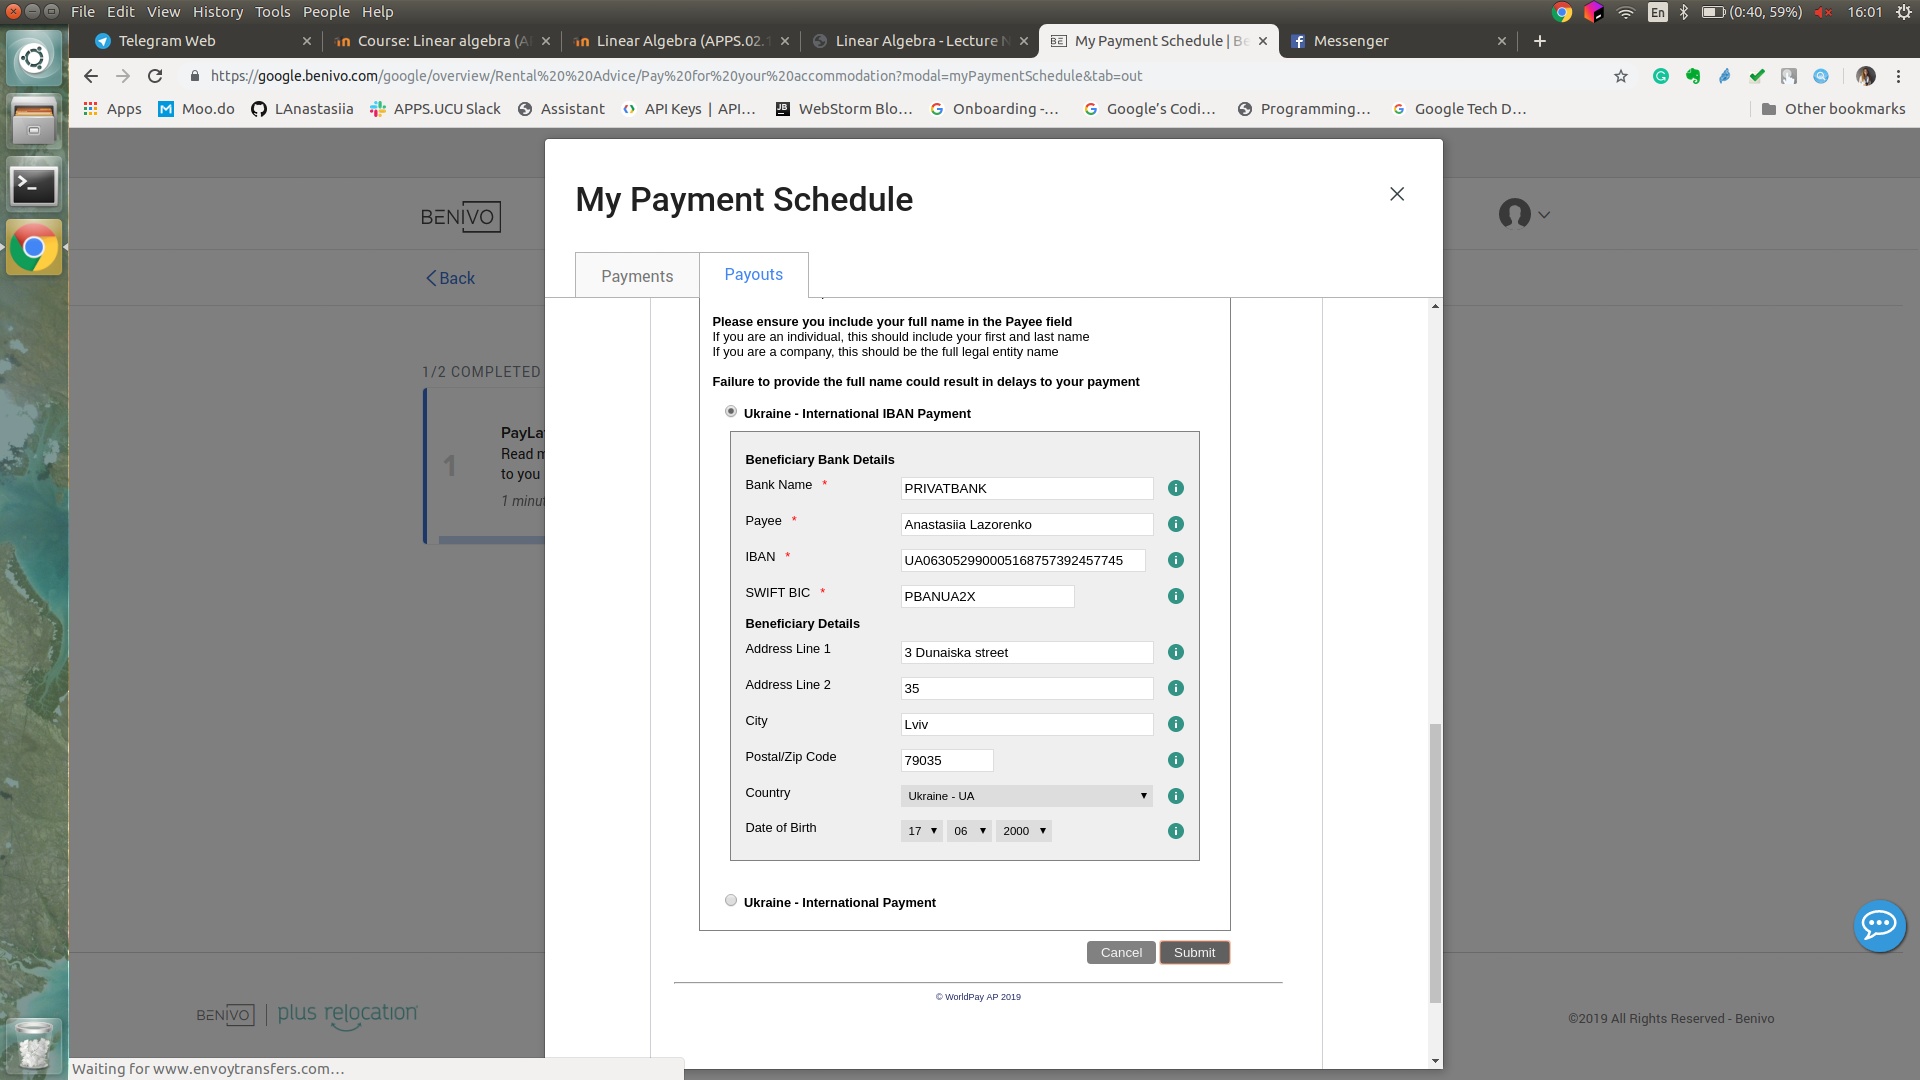 File Edit View History Tools People Help
En (0:40, 59%) 16:01
Telegram Web
Course: Linear algebra (A
Linear Algebra (APPS.02.1
Linear Algebra - Lecture N
My Payment Schedule | Be
Messenger
https://google.benivo.com/google/overview/Rental%20%20Advice/Pay%20for%20your%20accommodation?modal=myPaymentSchedule&tab=out
Apps Moo.do LAnastasiia APPS.UCU Slack Assistant API Keys | API... WebStorm Blo... Onboarding -... Google's Codi... Programming... Google Tech D... Other bookmarks
My Payment Schedule
BENIVO
Payments Payouts
Back
Please ensure you include your full name in the Payee field
If you are an individual, this should include your first and last name
If you are a company, this should be the full legal entity name
1/2 COMPLETED
Failure to provide the full name could result in delays to your payment
Ukraine - International IBAN Payment
PayLa
Read m
1
to you
1 minu
Beneficiary Bank Details
Bank Name * PRIVATBANK
Payee * Anastasiia Lazorenko
IBAN * UA063052990005168757392457745
SWIFT BIC * PBANUA2X
Beneficiary Details
Address Line 1 3 Dunaiska street
Address Line 2 35
City Lviv
Postal/Zip Code 79035
Country Ukraine - UA
Date of Birth 17 06 2000
Ukraine - International Payment
Cancel Submit
© WorldPay AP 2019
BENIVO | plus relocation
©2019 All Rights Reserved - Benivo
Waiting for www.envoytransfers.com...